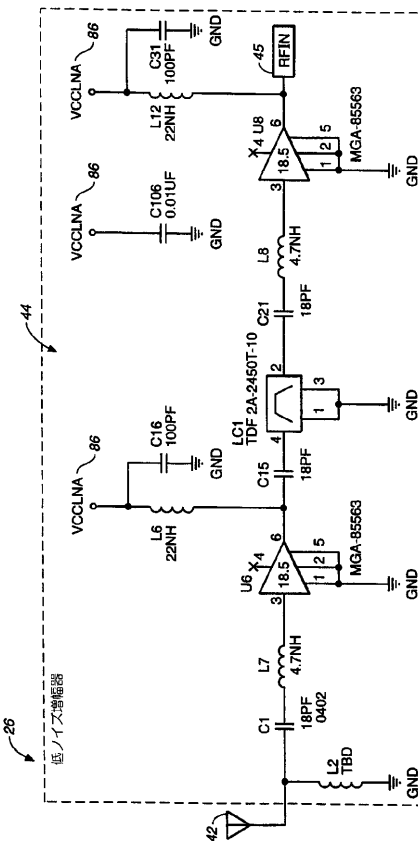 26
低ノイズ増幅器
44
42
L2
TBD
GND
C1
18PF
0402
L7
4.7NH
3
U6
4
18.5
6
1
2
5
MGA-85563
GND
VCCLNA
86
L6
22NH
C16
100PF
GND
C15
18PF
LC1
TDF 2A-2450T-10
4
2
1
3
GND
C21
18PF
L8
4.7NH
3
4
U8
18.5
6
1
2
5
MGA-85563
GND
VCCLNA
86
C106
0.01UF
GND
VCCLNA
86
L12
22NH
C31
100PF
GND
45
RFIN